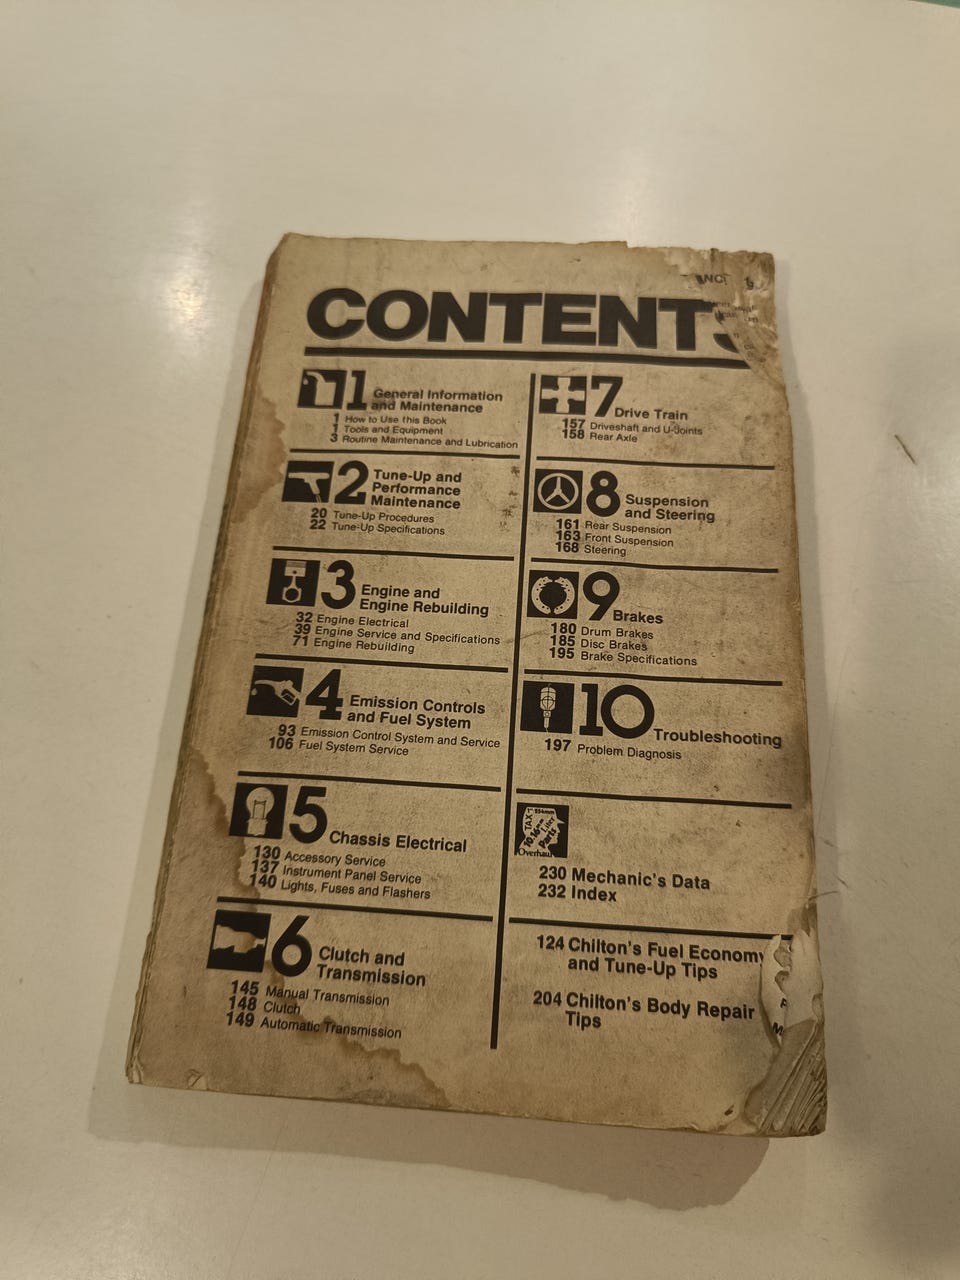 CONTENTS
1 General Information
and Maintenance
1 How to Use this Book
1 Tools and Equipment
3 Routine Maintenance and Lubrication
2 Tune-Up and
Performance
Maintenance
20 Tune-Up Procedures
22 Tune-Up Specifications
3 Engine and
Engine Rebuilding
32 Engine Electrical
39 Engine Service and Specifications
71 Engine Rebuilding
4 Emission Controls
and Fuel System
93 Emission Control System and Service
106 Fuel System Service
5 Chassis Electrical
130 Accessory Service
137 Instrument Panel Service
140 Lights, Fuses and Flashers
6 Clutch and
Transmission
145 Manual Transmission
148 Clutch
149 Automatic Transmission
7 Drive Train
157 Driveshaft and U-Joints
158 Rear Axle
8 Suspension
and Steering
161 Rear Suspension
163 Front Suspension
168 Steering
9 Brakes
180 Drum Brakes
185 Disc Brakes
195 Brake Specifications
10 Troubleshooting
197 Problem Diagnosis
TAX
Liter
Parts
Overhau
230 Mechanic's Data
232 Index
124 Chilton's Fuel Economy
and Tune-Up Tips
204 Chilton's Body Repair
Tips